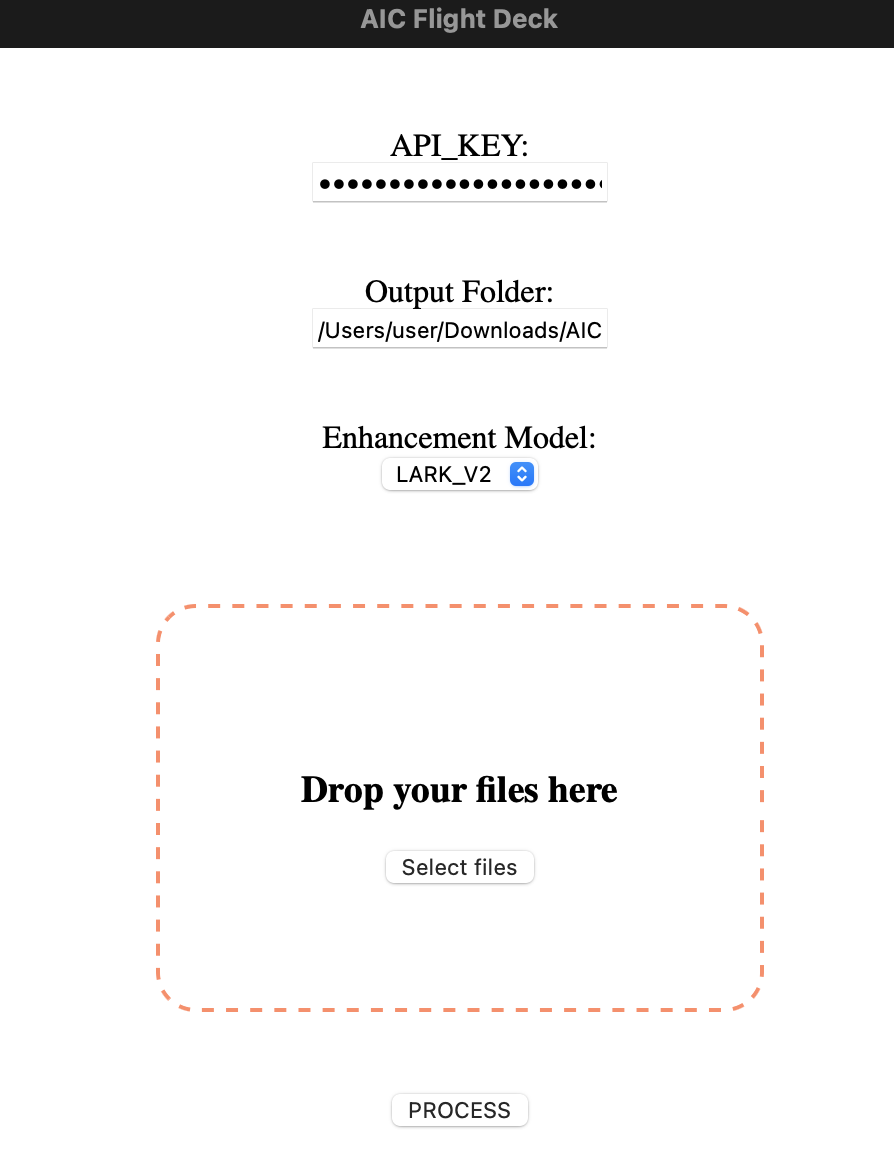 AIC Flight Deck
API_KEY:
Output Folder:
/Users/user/Downloads/AIC
Enhancement Model:
LARK_V2
Drop your files here
Select files
PROCESS